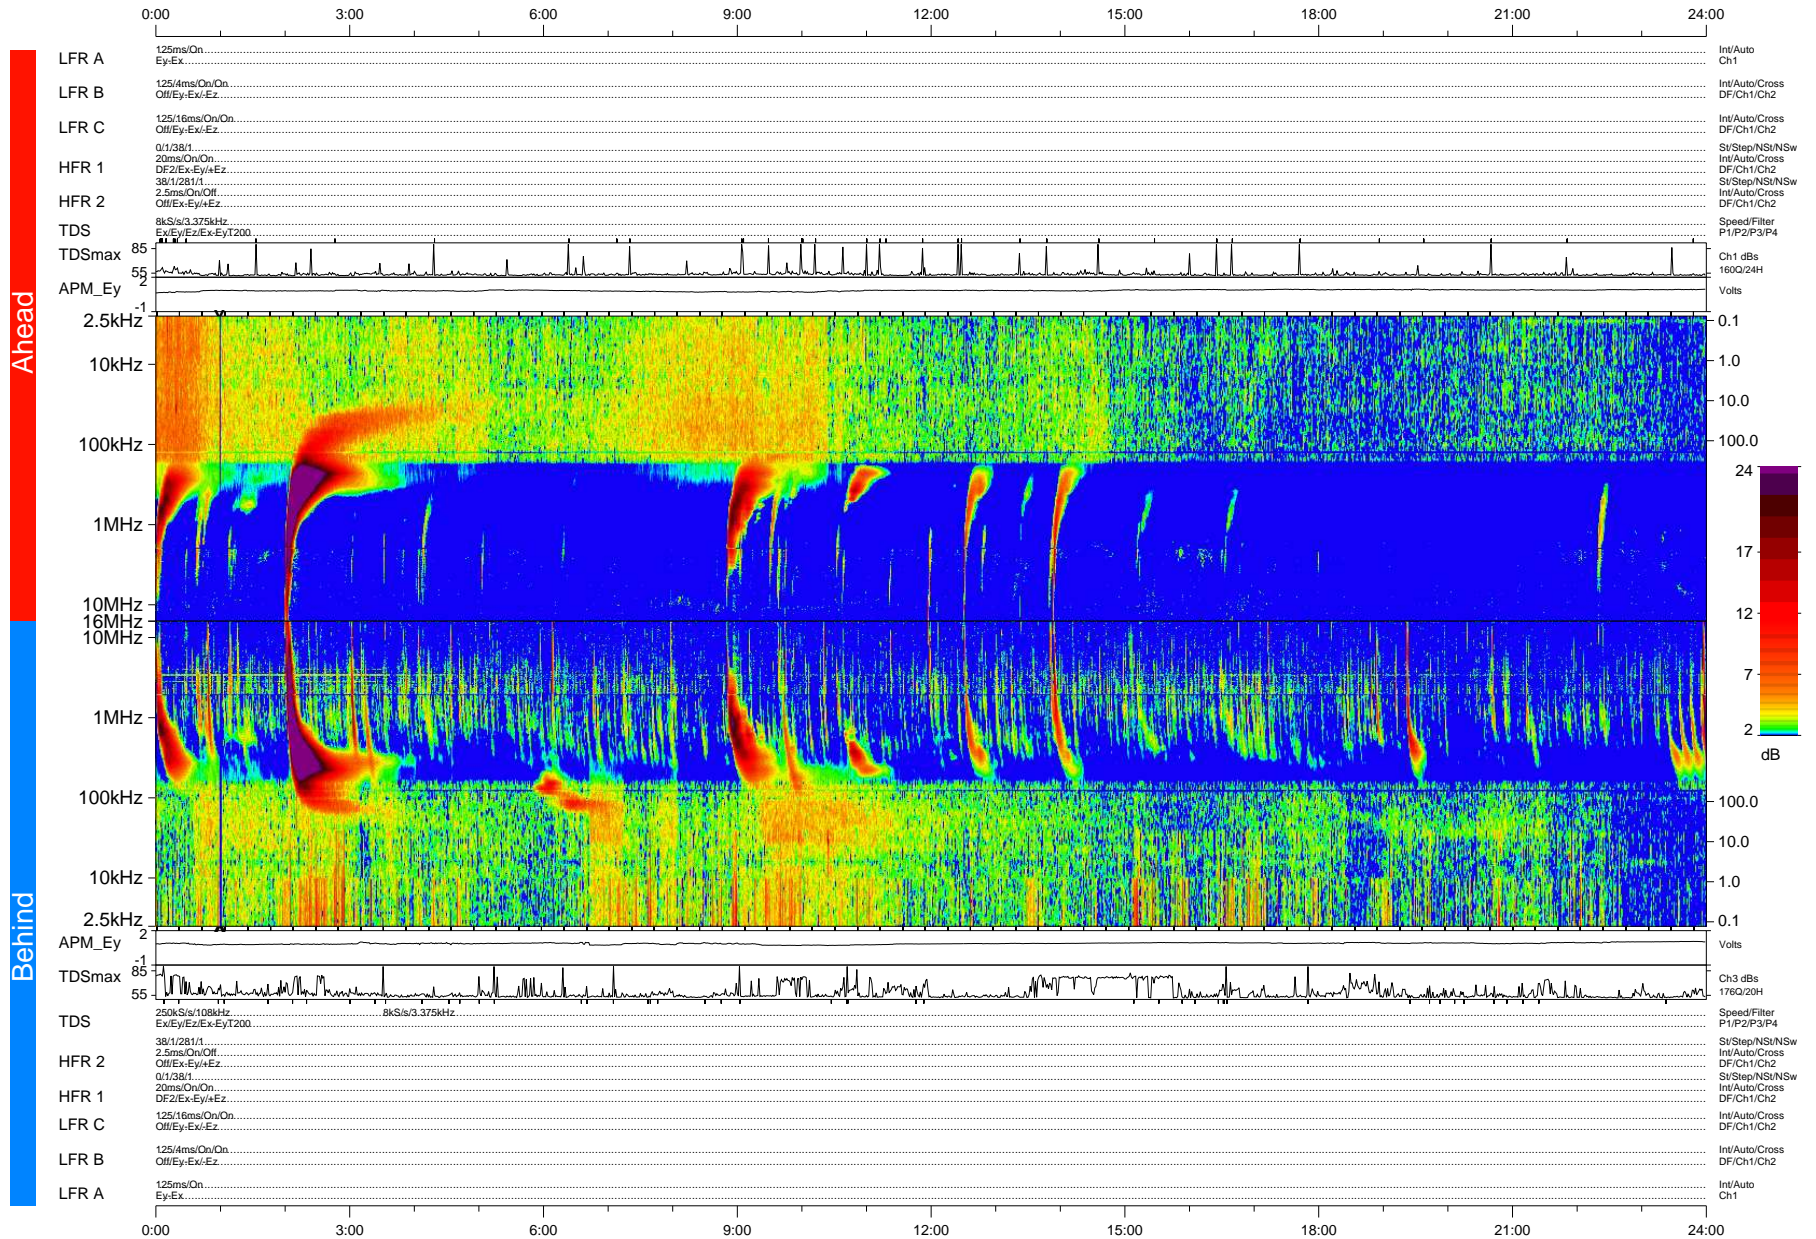 0:00 3:00 6:00 9:00 12:00 15:00 18:00 21:00 24:00
Ahead
LFR A 125ms/On Int/Auto
Ey-Ex Ch1
LFR B 125/4ms/On/On Int/Auto/Cross
Off/Ey-Ex/-Ez DF/Ch1/Ch2
LFR C 125/16ms/On/On Int/Auto/Cross
Off/Ey-Ex/-Ez DF/Ch1/Ch2
0/1/38/1 St/Step/NSt/NSw
HFR 1 20ms/On/On Int/Auto/Cross
DF2/Ex-Ey/+Ez DF/Ch1/Ch2
38/1/281/1 St/Step/NSt/NSw
HFR 2 2.5ms/On/Off Int/Auto/Cross
Off/Ex-Ey/+Ez DF/Ch1/Ch2
TDS 8kS/s/3.375kHz Speed/Filter
Ex/Ey/Ez/Ex-EyT200 P1/P2/P3/P4
TDSmax 85 55 Ch1 dBs
160Q/24H
APM_Ey 2 -1 Volts
2.5kHz 0.1
10kHz 1.0
10.0
100kHz 100.0
1MHz
10MHz
16MHz
10MHz
1MHz
100kHz 100.0
10.0
10kHz 1.0
2.5kHz 0.1
24
17
12
7
2
dB
Behind
APM_Ey 2 -1 Volts
TDSmax 85 55 Ch3 dBs
176Q/20H
TDS 250kS/s/108kHz 8kS/s/3.375kHz Speed/Filter
Ex/Ey/Ez/Ex-EyT200 P1/P2/P3/P4
38/1/281/1 St/Step/NSt/NSw
HFR 2 2.5ms/On/Off Int/Auto/Cross
Off/Ex-Ey/+Ez DF/Ch1/Ch2
0/1/38/1 St/Step/NSt/NSw
HFR 1 20ms/On/On Int/Auto/Cross
DF2/Ex-Ey/+Ez DF/Ch1/Ch2
LFR C 125/16ms/On/On Int/Auto/Cross
Off/Ey-Ex/-Ez DF/Ch1/Ch2
LFR B 125/4ms/On/On Int/Auto/Cross
Off/Ey-Ex/-Ez DF/Ch1/Ch2
LFR A 125ms/On Int/Auto
Ey-Ex Ch1
0:00 3:00 6:00 9:00 12:00 15:00 18:00 21:00 24:00